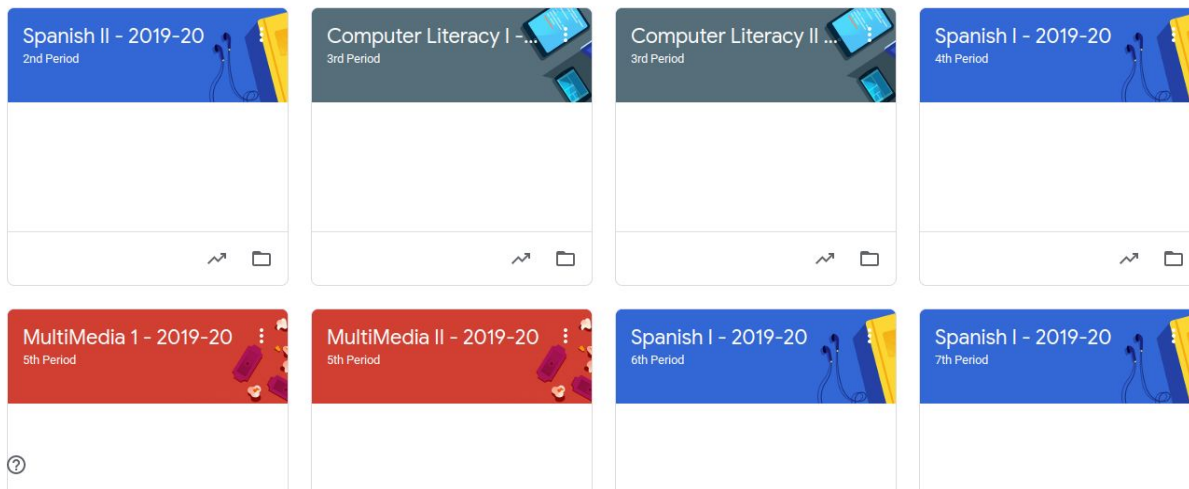 Spanish II - 2019-20
2nd Period
Computer Literacy I -...
3rd Period
Computer Literacy II ...
3rd Period
Spanish I - 2019-20
4th Period
MultiMedia 1 - 2019-20
5th Period
MultiMedia II - 2019-20
5th Period
Spanish I - 2019-20
6th Period
Spanish I - 2019-20
7th Period